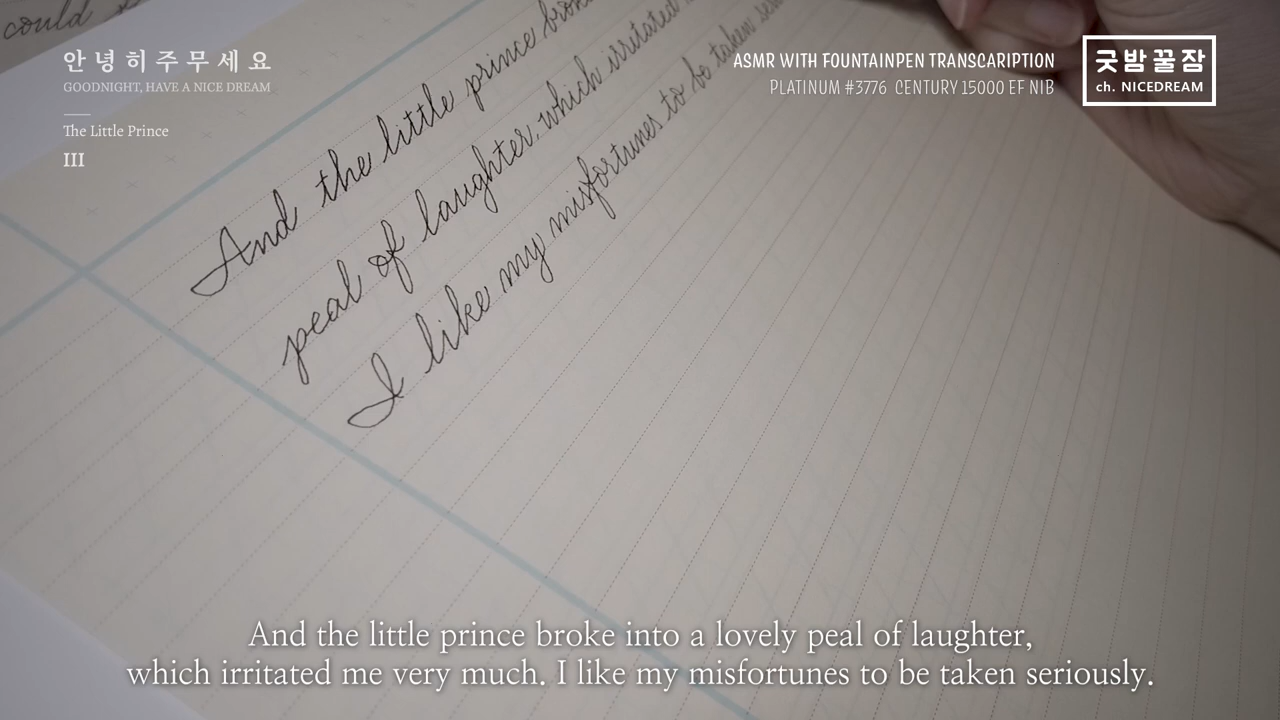 could
안녕히주무세요
GOODNIGHT, HAVE A NICE DREAM
The Little Prince
III
ASMR WITH FOUNTAINPEN TRANSCARIPTION
PLATINUM #3776 CENTURY 15000 EF NIB
굿밤꿀잠
ch. NICEDREAM
And the little prince broke
peal of laughter, which irritated
I like my misfortunes to be taken
And the little prince broke into a lovely peal of laughter,
which irritated me very much. I like my misfortunes to be taken seriously.